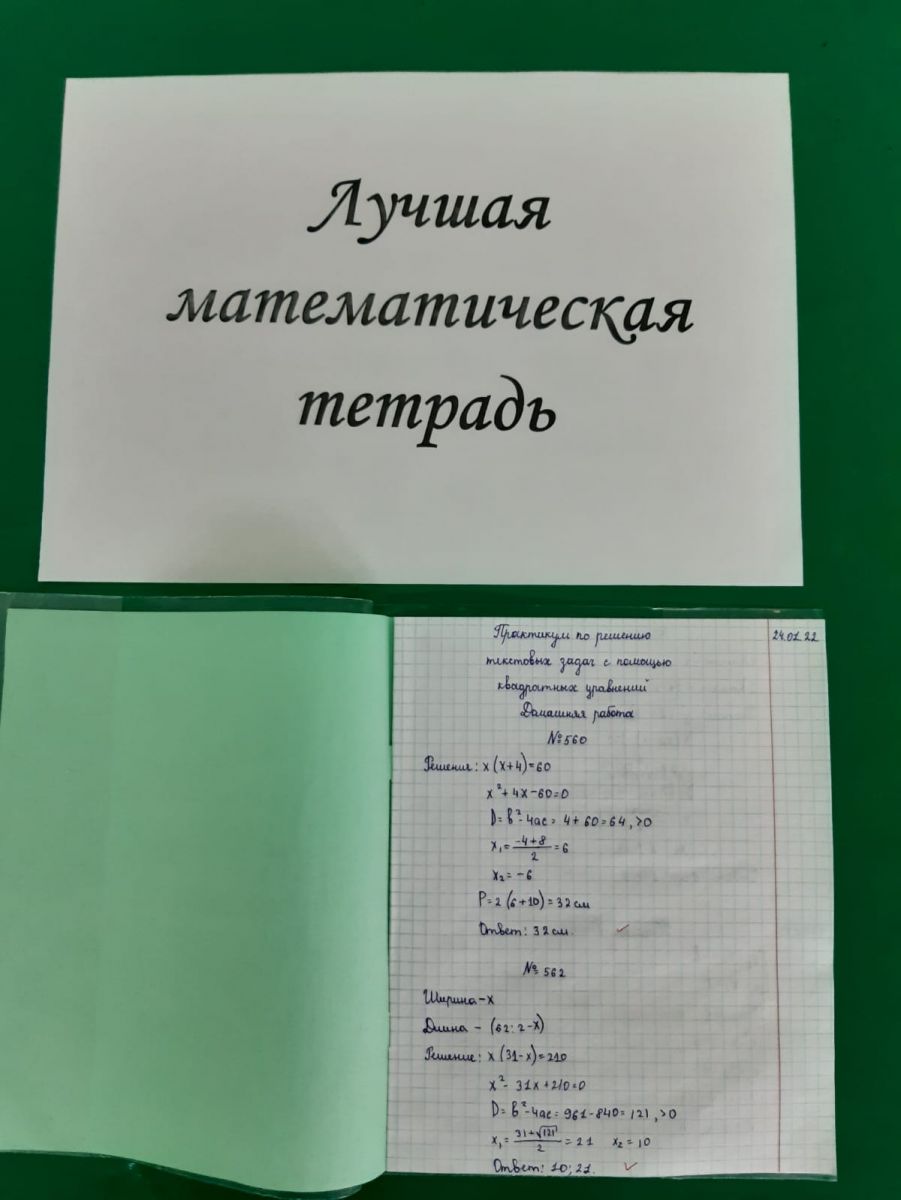 Лучшая
математическая
тетрадь
24.01.22
Практикум по решению
текстовых задач с помощью
квадратных уравнений
Домашняя работа
№560
Решение: x(x+4)=60
x²+4x-60=0
D=b²-4ac= 4+60=64, >0
x₁= (-4+8)/2 =6
x₂= -6
P=2(6+10)=32см
Ответ: 32см.
№562
Ширина-x
Длина - (62:2-x)
Решение: x(31-x)=210
x²-31x+210=0
D=b²-4ac= 961-840= 121, >0
x₁= (31+√121)/2 = 21 x₂=10
Ответ: 10; 21.